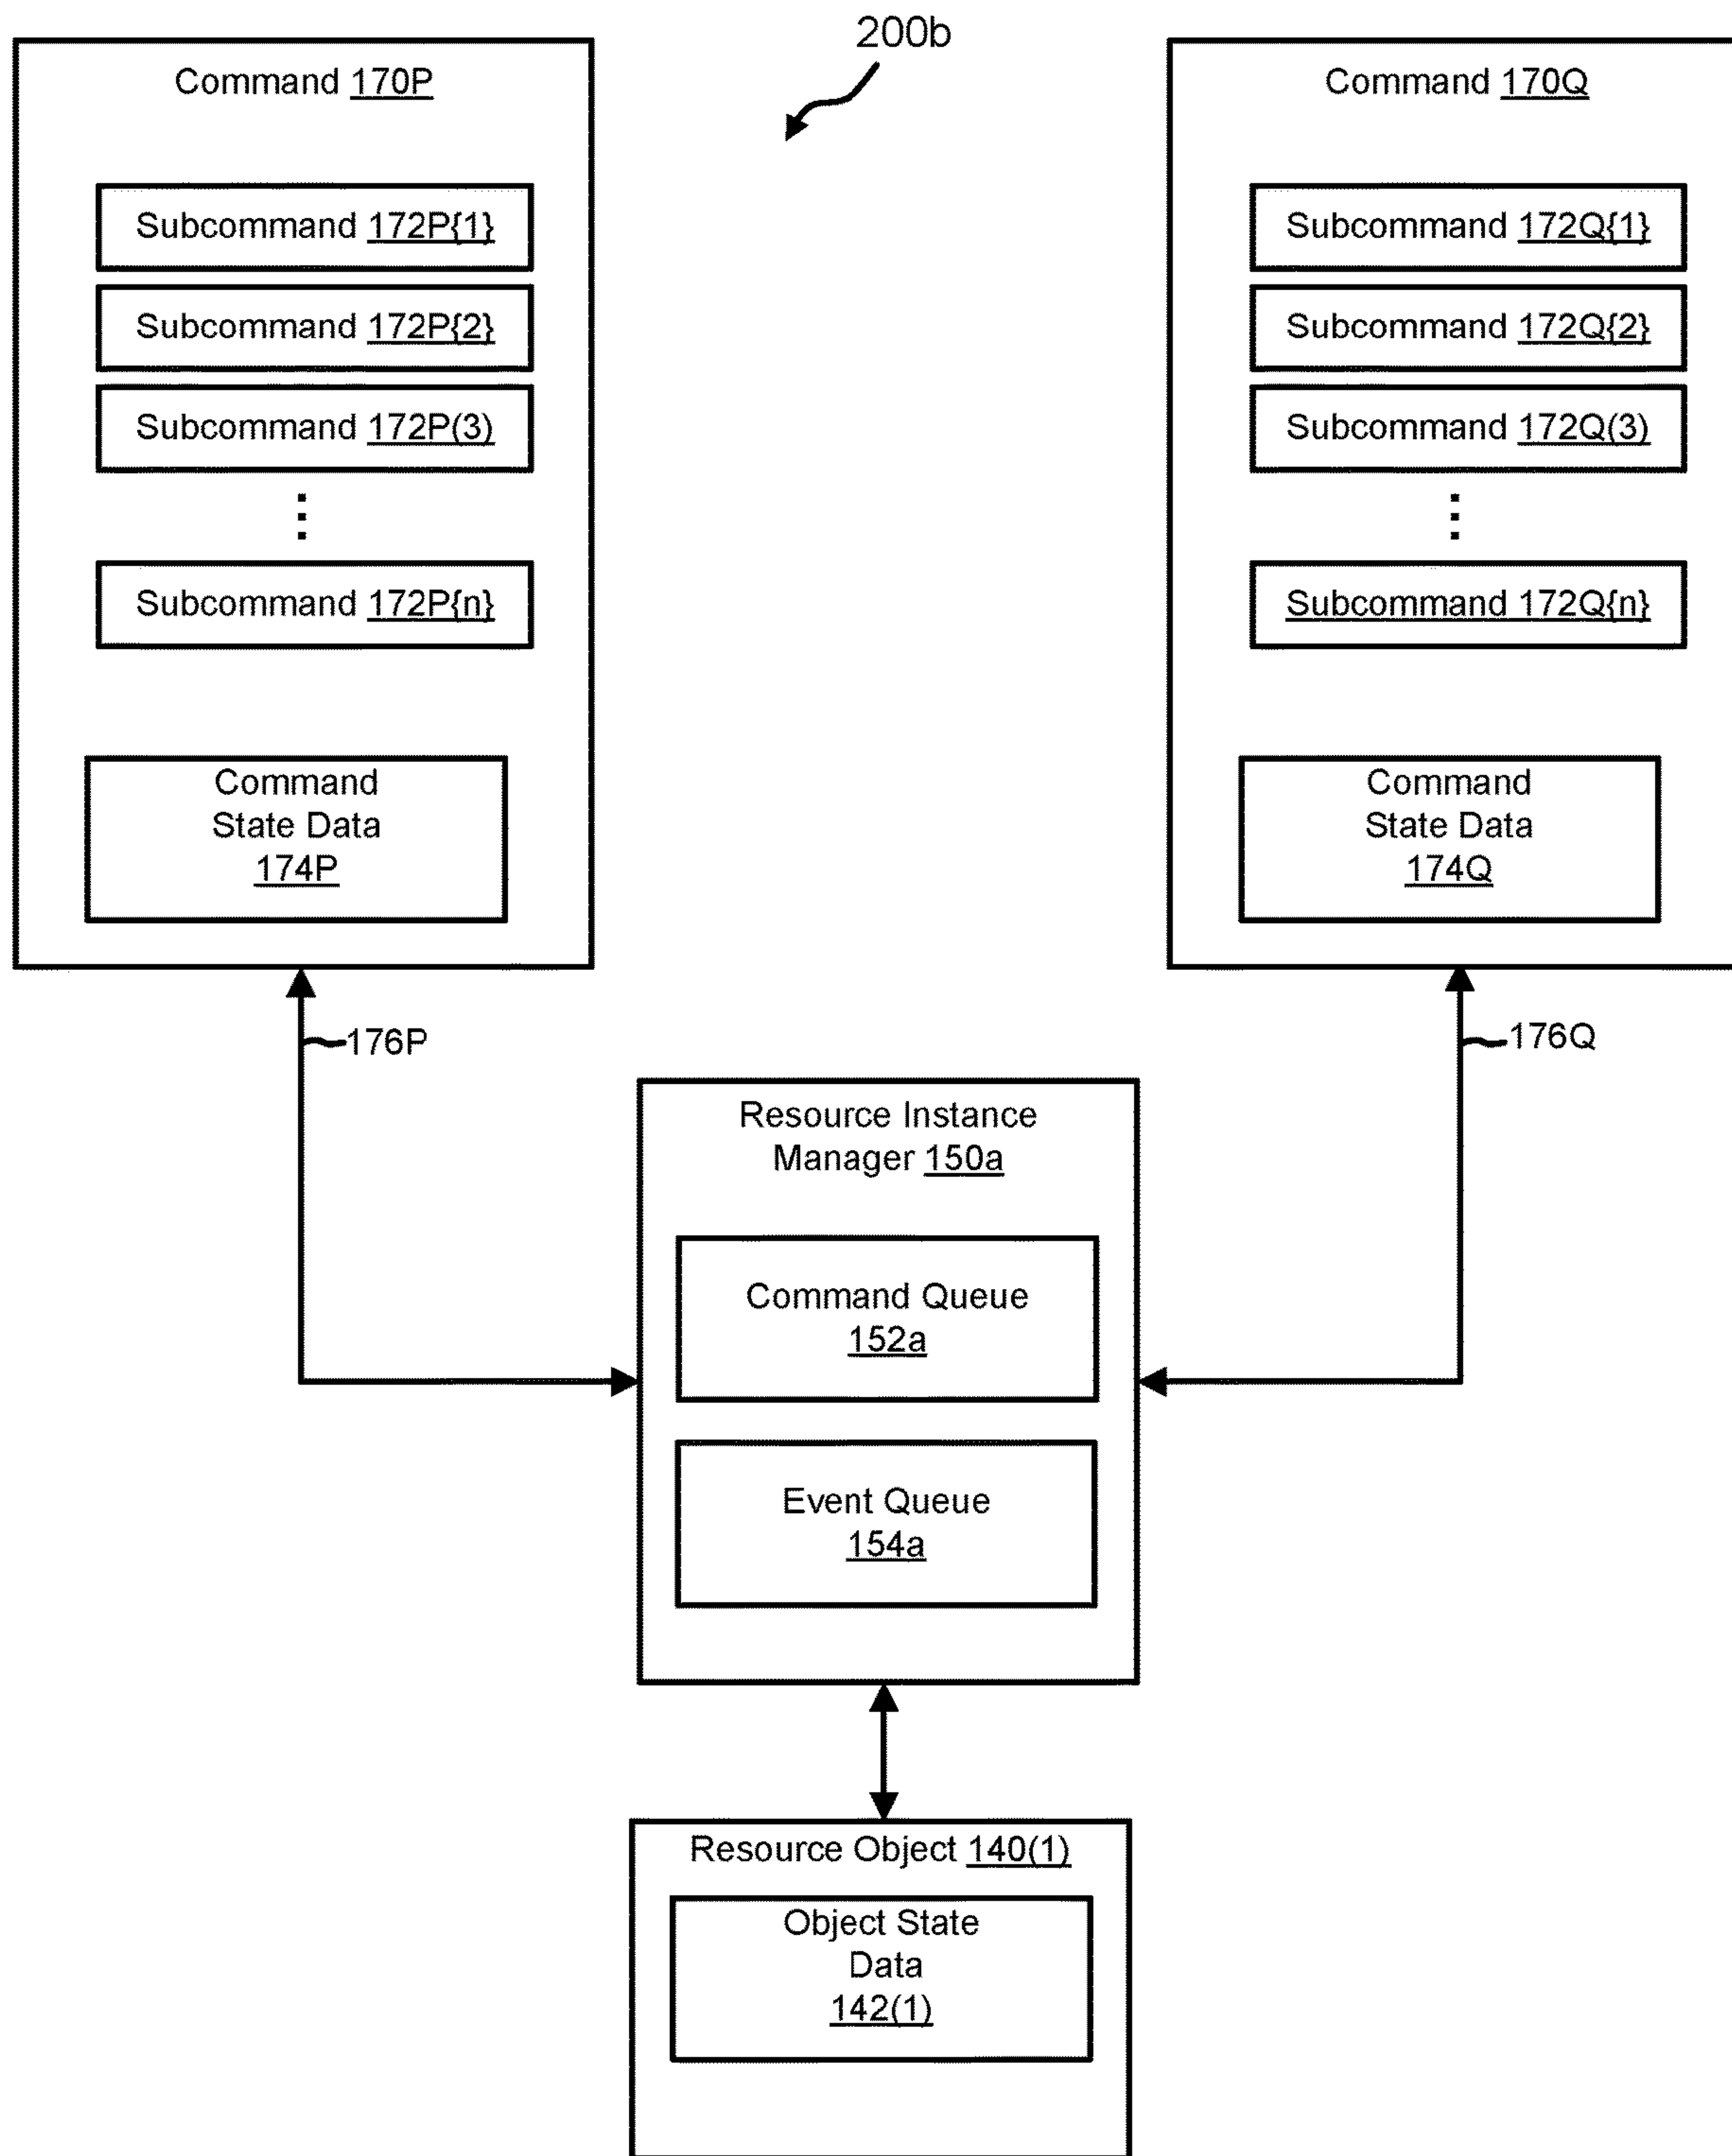 200b
Command 170P
Subcommand 172P{1}
Subcommand 172P{2}
Subcommand 172P(3)
Subcommand 172P{n}
Command
State Data
174P
176P
Command 170Q
Subcommand 172Q{1}
Subcommand 172Q{2}
Subcommand 172Q(3)
Subcommand 172Q{n}
Command
State Data
174Q
176Q
Resource Instance
Manager 150a
Command Queue
152a
Event Queue
154a
Resource Object 140(1)
Object State
Data
142(1)